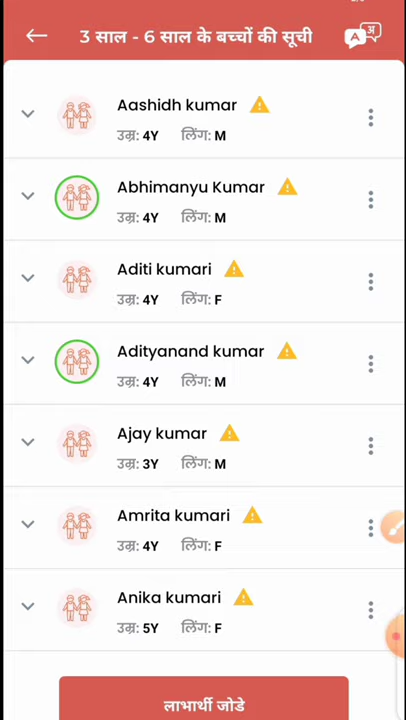 3 साल - 6 साल के बच्चों की सूची
A अ
Aashidh kumar
उम्र: 4Y लिंग: M
Abhimanyu Kumar
उम्र: 4Y लिंग: M
Aditi kumari
उम्र: 4Y लिंग: F
Adityanand kumar
उम्र: 4Y लिंग: M
Ajay kumar
उम्र: 3Y लिंग: M
Amrita kumari
उम्र: 4Y लिंग: F
Anika kumari
उम्र: 5Y लिंग: F
लाभार्थी जोडे